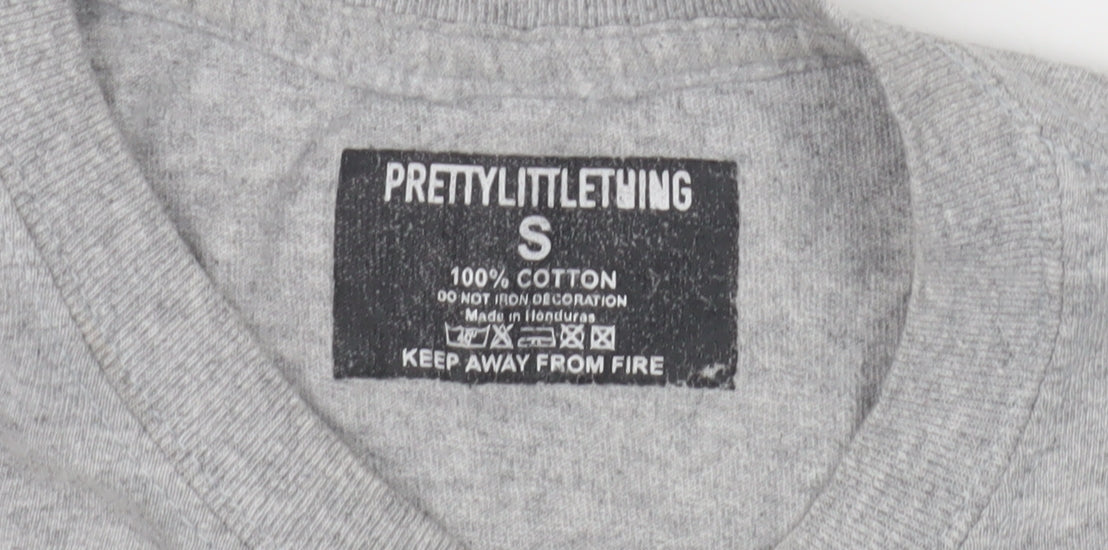 PRETTYLITTLETHING
S
100% COTTON
DO NOT IRON DECORATION
Made in Honduras
KEEP AWAY FROM FIRE